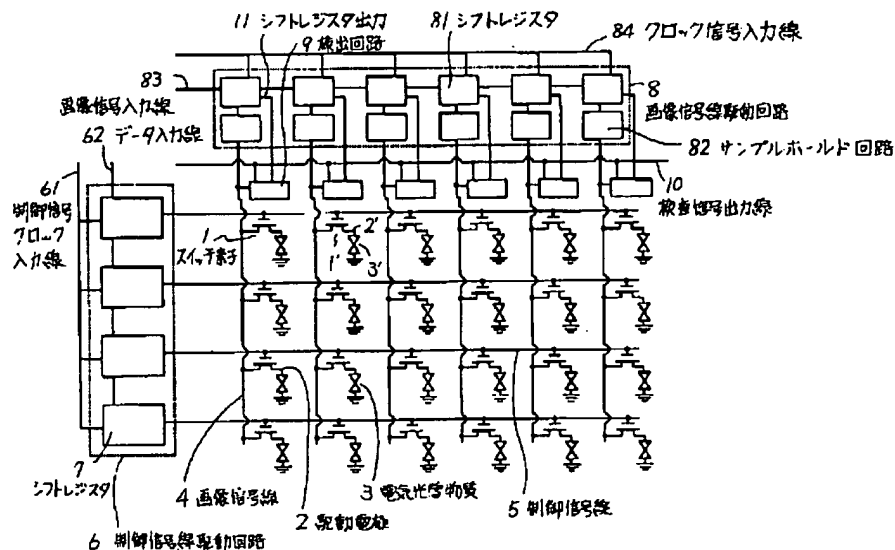 11 シフトレジスタ出力
81 シフトレジスタ
9 検出回路
84 クロック信号入力線
83
画像信号入力線
8
画像信号線駆動回路
62 データ入力線
82 サンプルホールド回路
61
制御信号
クロック
入力線
10
検査信号出力線
1
スイッチ素子
1'
2'
3'
7
シフトレジスタ
4 画像信号線
3 電気光学物質
5 制御信号線
2 駆動電極
6 制御信号線駆動回路